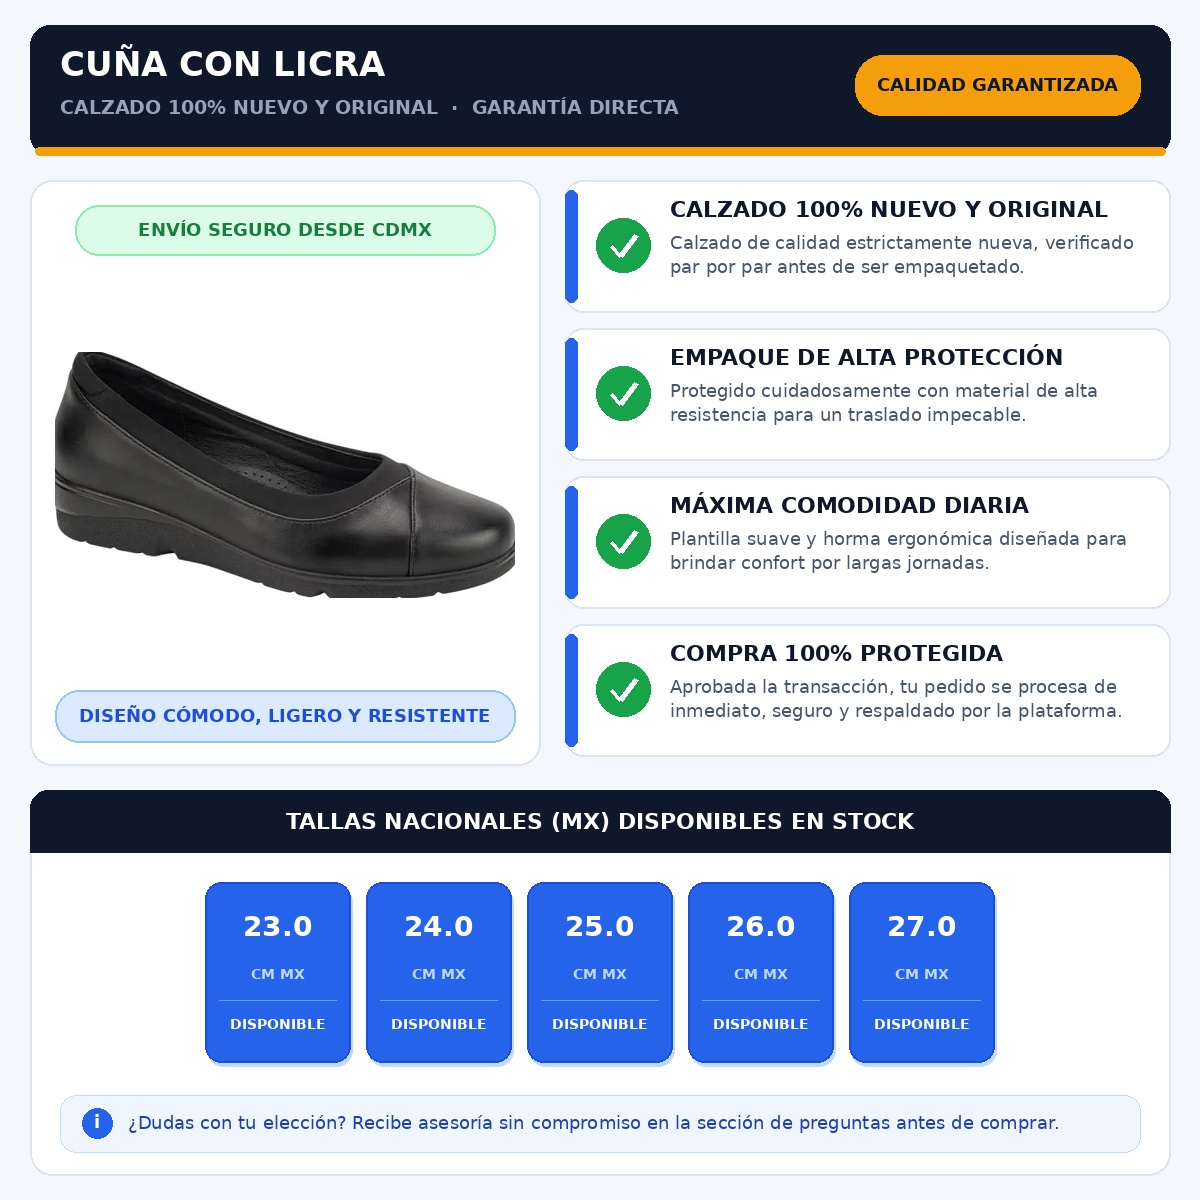 CUÑA CON LICRA
CALZADO 100% NUEVO Y ORIGINAL · GARANTÍA DIRECTA
CALIDAD GARANTIZADA
ENVÍO SEGURO DESDE CDMX
DISEÑO CÓMODO, LIGERO Y RESISTENTE
CALZADO 100% NUEVO Y ORIGINAL
Calzado de calidad estrictamente nueva, verificado
par por par antes de ser empaquetado.
EMPAQUE DE ALTA PROTECCIÓN
Protegido cuidadosamente con material de alta
resistencia para un traslado impecable.
MÁXIMA COMODIDAD DIARIA
Plantilla suave y horma ergonómica diseñada para
brindar confort por largas jornadas.
COMPRA 100% PROTEGIDA
Aprobada la transacción, tu pedido se procesa de
inmediato, seguro y respaldado por la plataforma.
TALLAS NACIONALES (MX) DISPONIBLES EN STOCK
23.0
CM MX
DISPONIBLE
24.0
CM MX
DISPONIBLE
25.0
CM MX
DISPONIBLE
26.0
CM MX
DISPONIBLE
27.0
CM MX
DISPONIBLE
i ¿Dudas con tu elección? Recibe asesoría sin compromiso en la sección de preguntas antes de comprar.